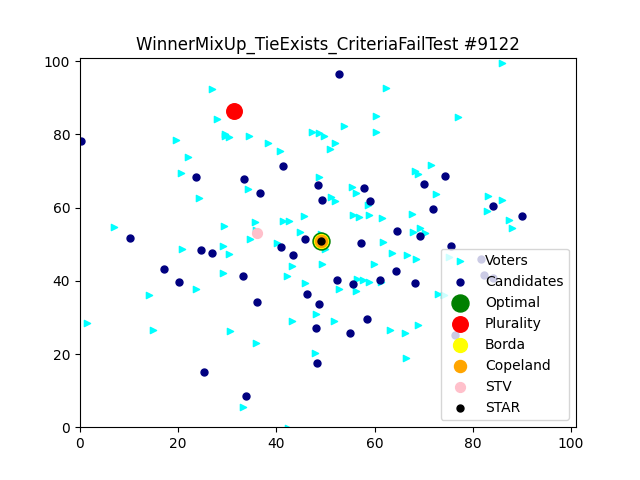 WinnerMixUp_TieExists_CriteriaFailTest #9122
100
80
60
40
20
0
0
20
40
60
80
100
Voters
Candidates
Optimal
Plurality
Borda
Copeland
STV
STAR